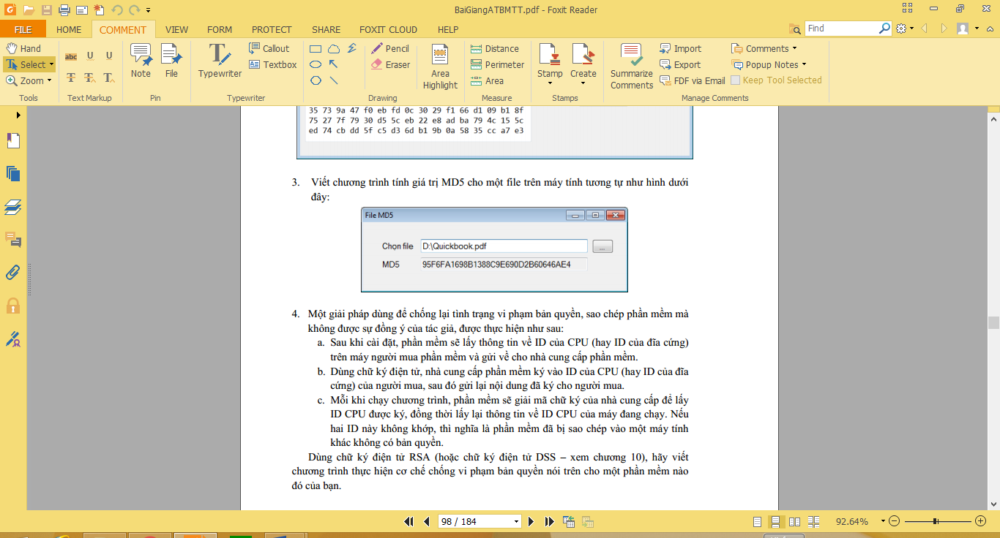 BaiGiangATBMTT.pdf - Foxit Reader
FILE HOME COMMENT VIEW FORM PROTECT SHARE FOXIT CLOUD HELP Find
Hand
Select
Zoom
Tools
abc U U
T T T
Text Markup
Note File
Pin
Typewriter
Callout
Textbox
Typewriter
Pencil
Eraser
Area
Highlight
Drawing
Distance
Perimeter
Area
Measure
Stamp Create
Stamps
Summarize
Comments
Import
Export
FDF via Email
Comments
Popup Notes
Keep Tool Selected
Manage Comments
35 73 9a 47 f0 eb fd 0c 30 29 f1 66 d1 09 b1 8f
75 27 7f 79 30 d5 5c eb 22 e8 ad ba 79 4c 15 5c
ed 74 cb dd 5f c5 d3 6d b1 9b 0a 58 35 cc a7 e3
3. Viết chương trình tính giá trị MD5 cho một file trên máy tính tương tự như hình dưới
đây:
File MD5
Chọn file D:\Quickbook.pdf ...
MD5 95F6FA1698B1388C9E690D2B60646AE4
4. Một giải pháp dùng để chống lại tình trạng vi phạm bản quyền, sao chép phần mềm mà
không được sự đồng ý của tác giả, được thực hiện như sau:
a. Sau khi cài đặt, phần mềm sẽ lấy thông tin về ID của CPU (hay ID của đĩa cứng)
trên máy người mua phần mềm và gửi về cho nhà cung cấp phần mềm.
b. Dùng chữ ký điện tử, nhà cung cấp phần mềm ký vào ID của CPU (hay ID của đĩa
cứng) của người mua, sau đó gửi lại nội dung đã ký cho người mua.
c. Mỗi khi chạy chương trình, phần mềm sẽ giải mã chữ ký của nhà cung cấp để lấy
ID CPU được ký, đồng thời lấy lại thông tin về ID CPU của máy đang chạy. Nếu
hai ID này không khớp, thì nghĩa là phần mềm đã bị sao chép vào một máy tính
khác không có bản quyền.
Dùng chữ ký điện tử RSA (hoặc chữ ký điện tử DSS – xem chương 10), hãy viết
chương trình thực hiện cơ chế chống vi phạm bản quyền nói trên cho một phần mềm nào
đó của bạn.
98 / 184
92.64%